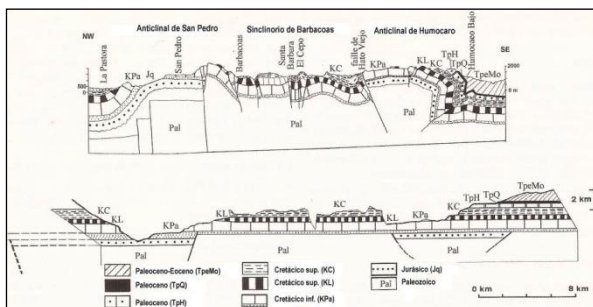 Anticlinal de San Pedro
Sinclinorio de Barbacoas
Anticlinal de Humocaro
NW
La Pastora
KPa
Jq
San Pedro
Barbacoas
Santa
Barbara
El Cepo
KC
faille de
Hato Viejo
KPa
KL
KC
TpH
TpQ
Humocaeo Bajo
TpeMo
SE
800
0
2000
0 m
Pal
Pal
Pal
KC
KL
KPa
KL
KC
KL
KPa
KC
TpH
TpQ
TpeMo
2 km
Pal
Pal
Pal
Paleoceno-Eoceno (TpeMo)
Paleoceno (TpQ)
Paleoceno (TpH)
Cretácico sup. (KC)
Cretácico sup. (KL)
Cretácico inf. (KPa)
Jurásico (Jq)
Pal Paleozoico
0 8 km